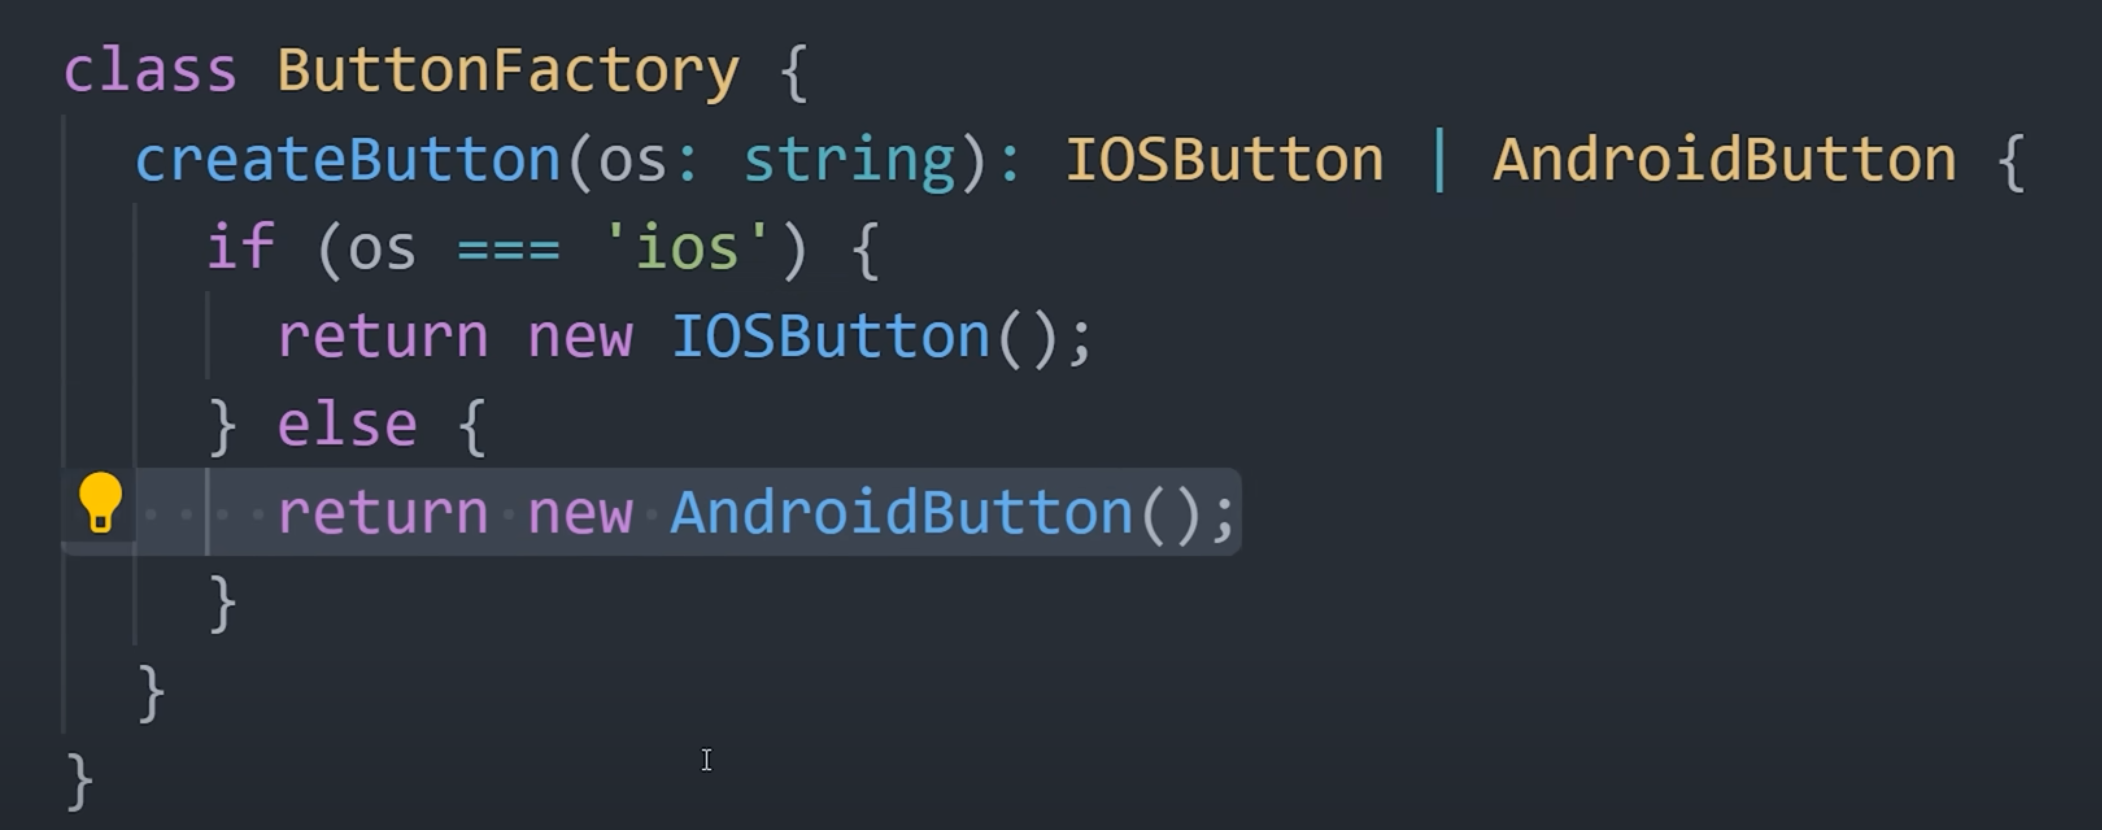 class ButtonFactory {
  createButton(os: string): IOSButton | AndroidButton {
    if (os === 'ios') {
      return new IOSButton();
    } else {
      return new AndroidButton();
    }
  }
}